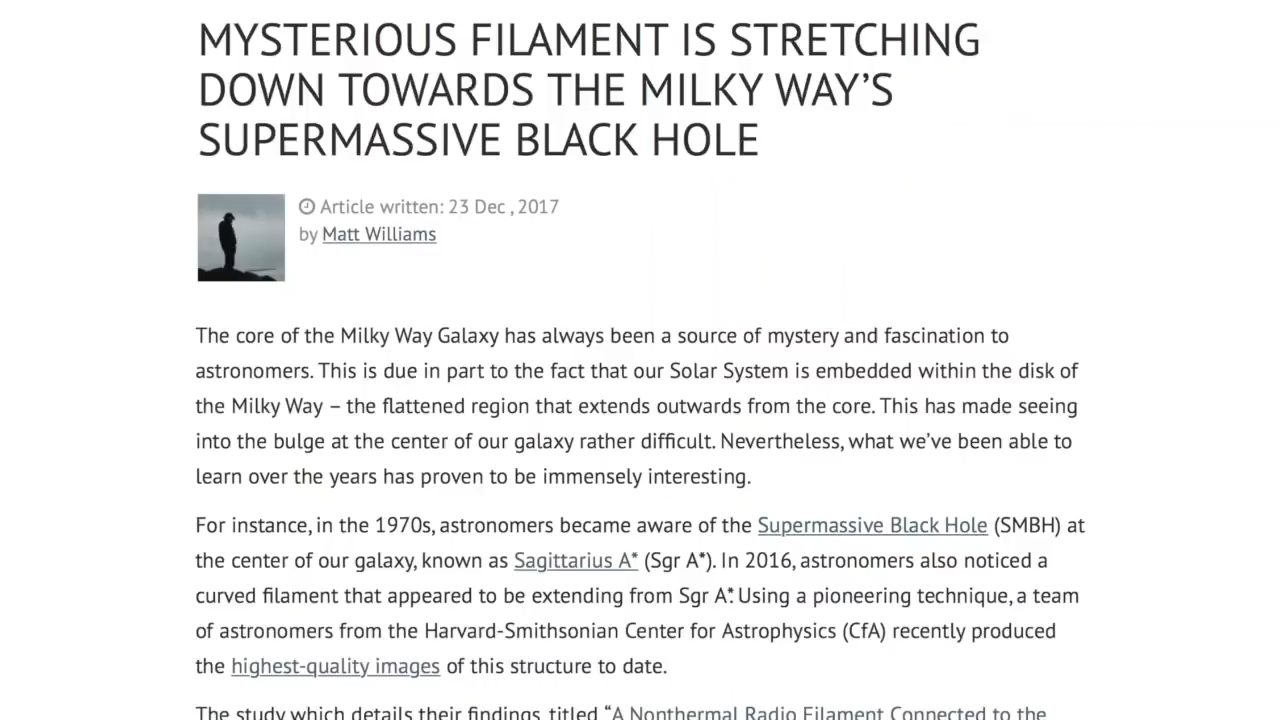 MYSTERIOUS FILAMENT IS STRETCHING
DOWN TOWARDS THE MILKY WAY’S
SUPERMASSIVE BLACK HOLE
Article written: 23 Dec , 2017
by Matt Williams
The core of the Milky Way Galaxy has always been a source of mystery and fascination to
astronomers. This is due in part to the fact that our Solar System is embedded within the disk of
the Milky Way – the flattened region that extends outwards from the core. This has made seeing
into the bulge at the center of our galaxy rather difficult. Nevertheless, what we’ve been able to
learn over the years has proven to be immensely interesting.
For instance, in the 1970s, astronomers became aware of the Supermassive Black Hole (SMBH) at
the center of our galaxy, known as Sagittarius A* (Sgr A*). In 2016, astronomers also noticed a
curved filament that appeared to be extending from Sgr A*. Using a pioneering technique, a team
of astronomers from the Harvard-Smithsonian Center for Astrophysics (CfA) recently produced
the highest-quality images of this structure to date.
The study which details their findings, titled “A Nonthermal Radio Filament Connected to the